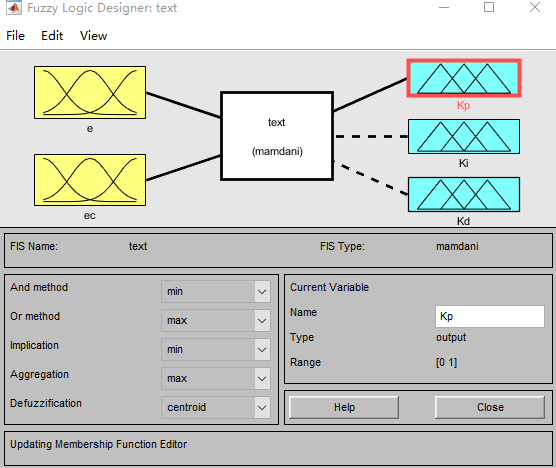 Fuzzy Logic Designer: text
File Edit View
e
ec
text
(mamdani)
Kp
Ki
Kd
FIS Name: text FIS Type: mamdani
And method min
Or method max
Implication min
Aggregation max
Defuzzification centroid
Current Variable
Name Kp
Type output
Range [0 1]
Help Close
Updating Membership Function Editor